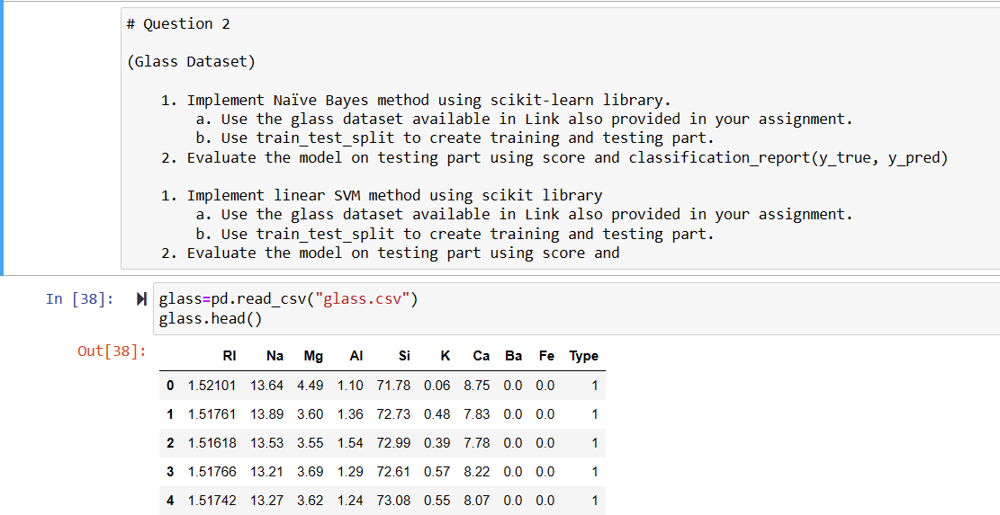 # Question 2
(Glass Dataset)
1. Implement Naïve Bayes method using scikit-learn library.
a. Use the glass dataset available in Link also provided in your assignment.
b. Use train_test_split to create training and testing part.
2. Evaluate the model on testing part using score and classification_report(y_true, y_pred)
1. Implement linear SVM method using scikit library
a. Use the glass dataset available in Link also provided in your assignment.
b. Use train_test_split to create training and testing part.
2. Evaluate the model on testing part using score and
In [38]: glass=pd.read_csv("glass.csv")
glass.head()
Out[38]:
RI Na Mg Al Si K Ca Ba Fe Type
0 1.52101 13.64 4.49 1.10 71.78 0.06 8.75 0.0 0.0 1
1 1.51761 13.89 3.60 1.36 72.73 0.48 7.83 0.0 0.0 1
2 1.51618 13.53 3.55 1.54 72.99 0.39 7.78 0.0 0.0 1
3 1.51766 13.21 3.69 1.29 72.61 0.57 8.22 0.0 0.0 1
4 1.51742 13.27 3.62 1.24 73.08 0.55 8.07 0.0 0.0 1